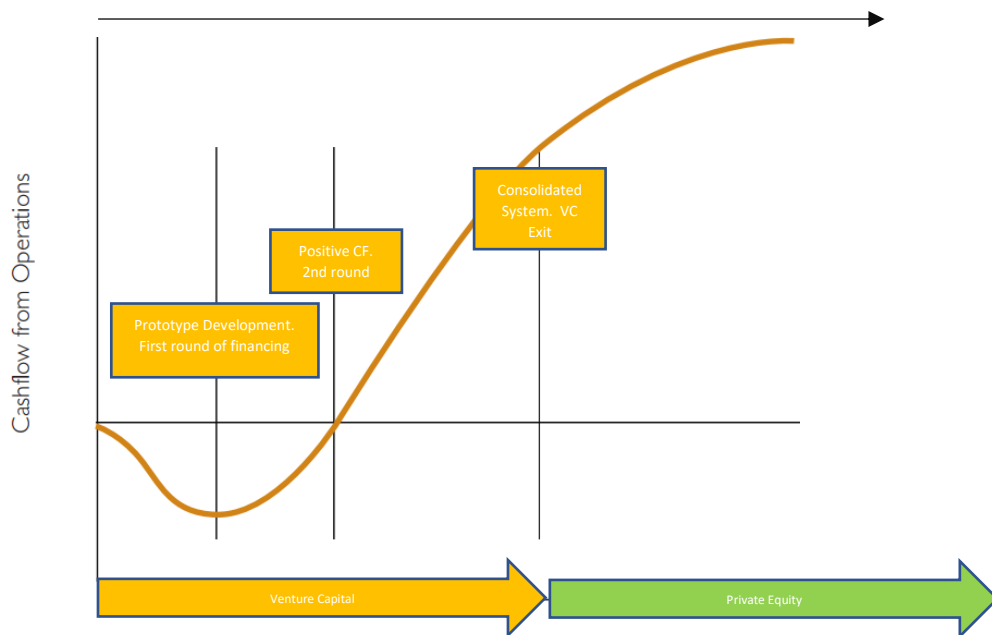 Cashflow from Operations
Consolidated
System.  VC
Exit
Positive CF.
2nd round
Prototype Development.
First round of financing
Venture Capital
Private Equity